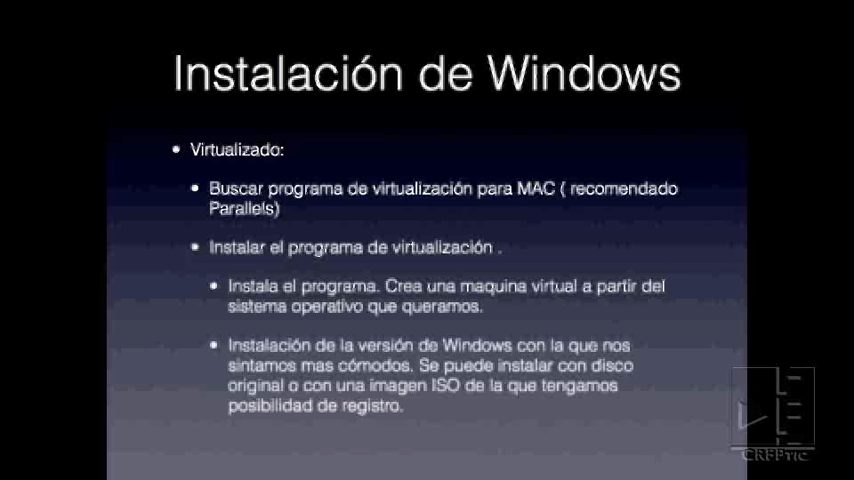 Instalación de Windows
• Virtualizado:
• Buscar programa de virtualización para MAC ( recomendado
Parallels)
• Instalar el programa de virtualización .
• Instala el programa. Crea una maquina virtual a partir del
sistema operativo que queramos.
• Instalación de la versión de Windows con la que nos
sintamos mas cómodos. Se puede instalar con disco
original o con una imagen ISO de la que tengamos
posibilidad de registro.
CRFPTIC